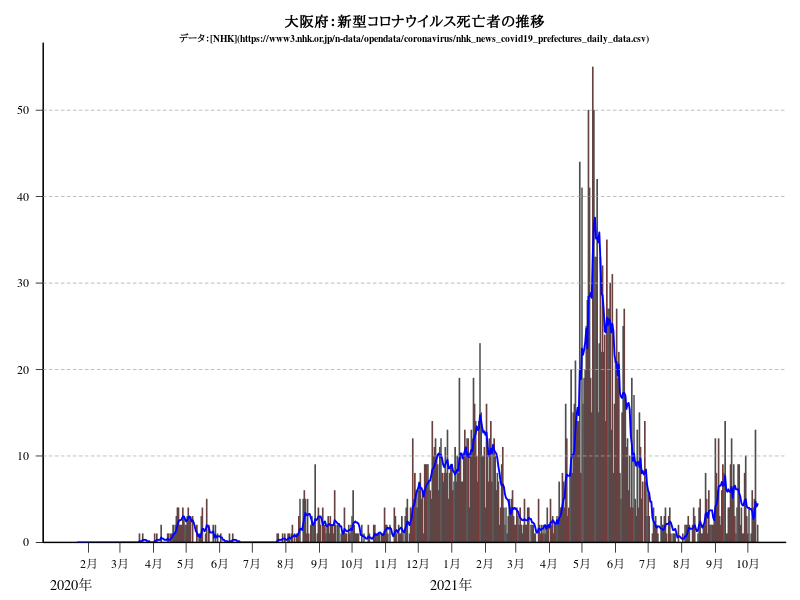 大阪府：新型コロナウイルス死亡者の推移
データ：[NHK](https://www3.nhk.or.jp/n-data/opendata/coronavirus/nhk_news_covid19_prefectures_daily_data.csv)
50
40
30
20
10
0
2月 3月 4月 5月 6月 7月 8月 9月 10月 11月 12月 1月 2月 3月 4月 5月 6月 7月 8月 9月 10月
2020年 2021年